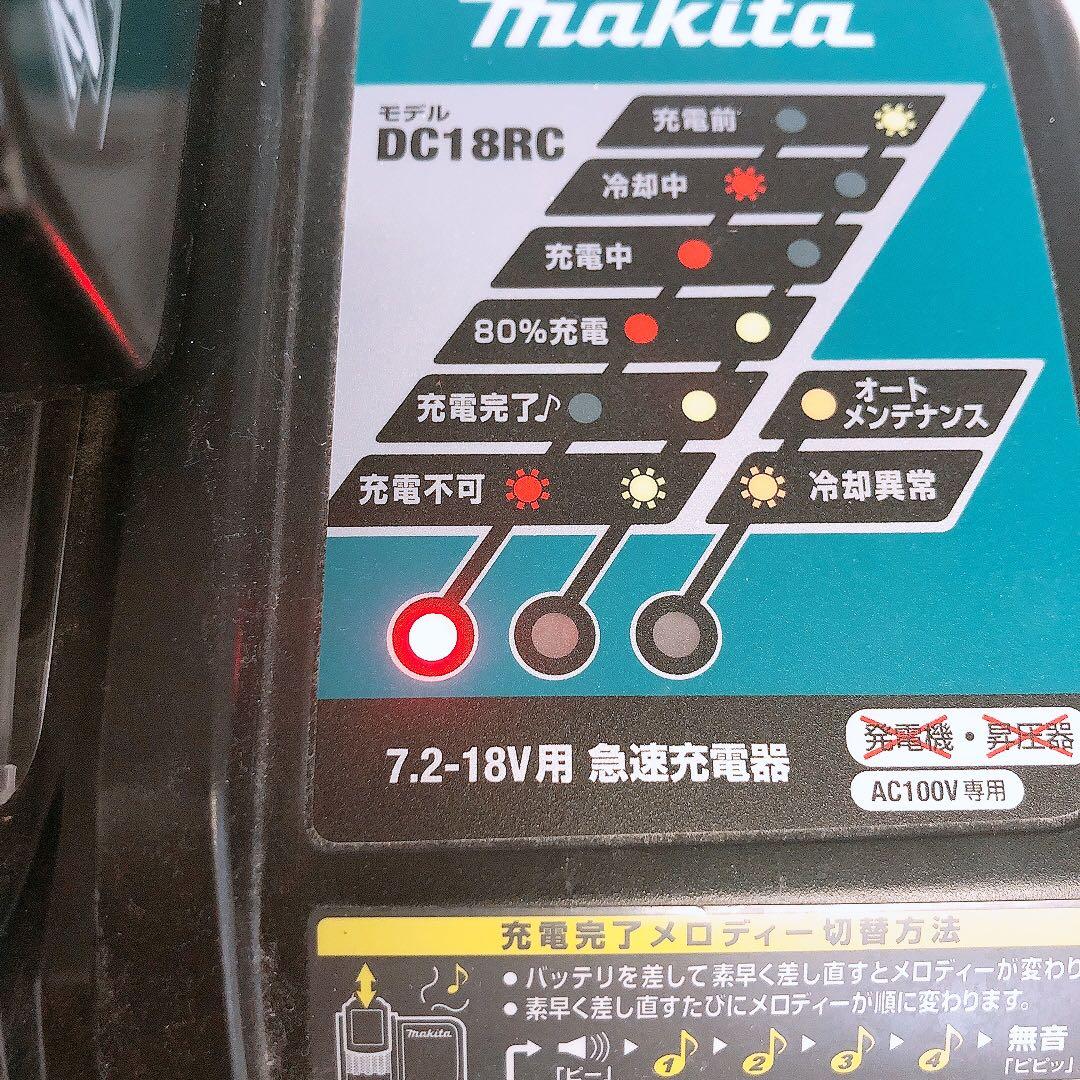 makita
モデル
DC18RC
充電前
冷却中
充電中
80%充電
充電完了♪
オート
メンテナンス
充電不可
冷却異常
7.2-18V用 急速充電器
発電機・昇圧器
AC100V専用
充電完了メロディー切替方法
• バッテリを差して素早く差し直すとメロディーが変わり
• 素早く差し直すたびにメロディーが順に変わります。
makita
1 2 3 4 無音
「ピー」
「ピピッ」